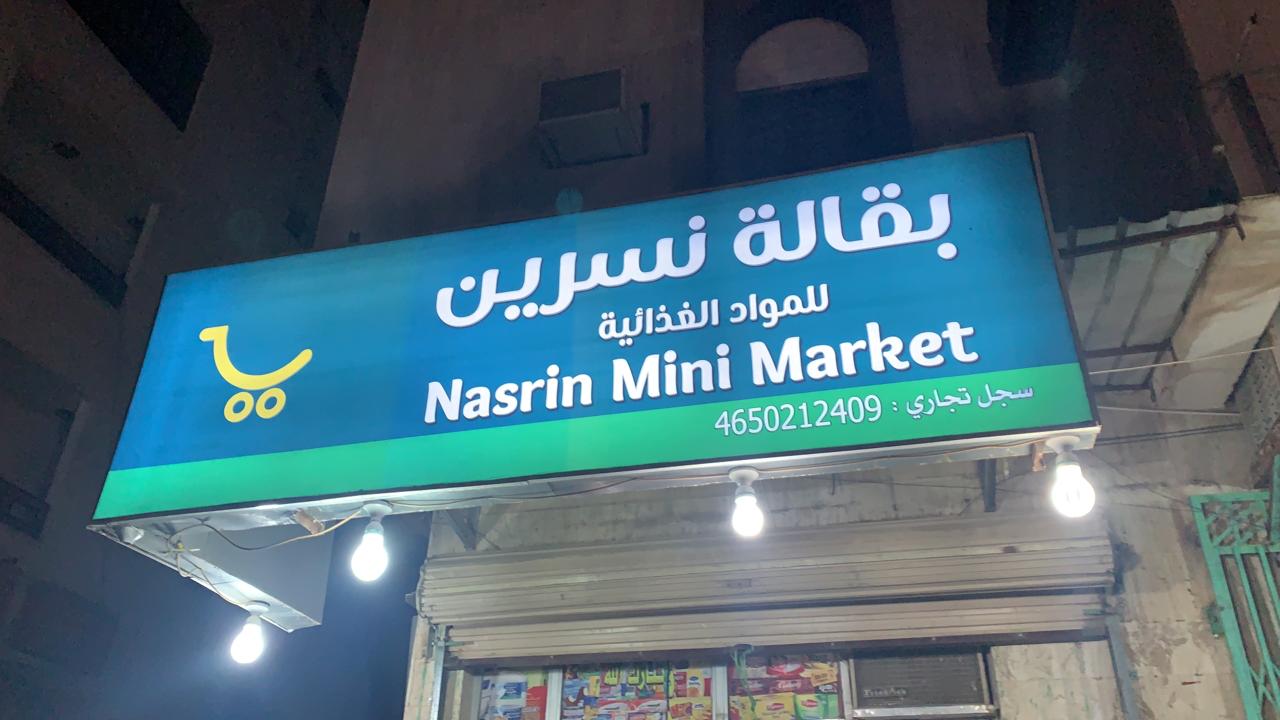 بقالة نسرين
للمواد الغذائية
Nasrin Mini Market
سجل تجاري : 4650212409